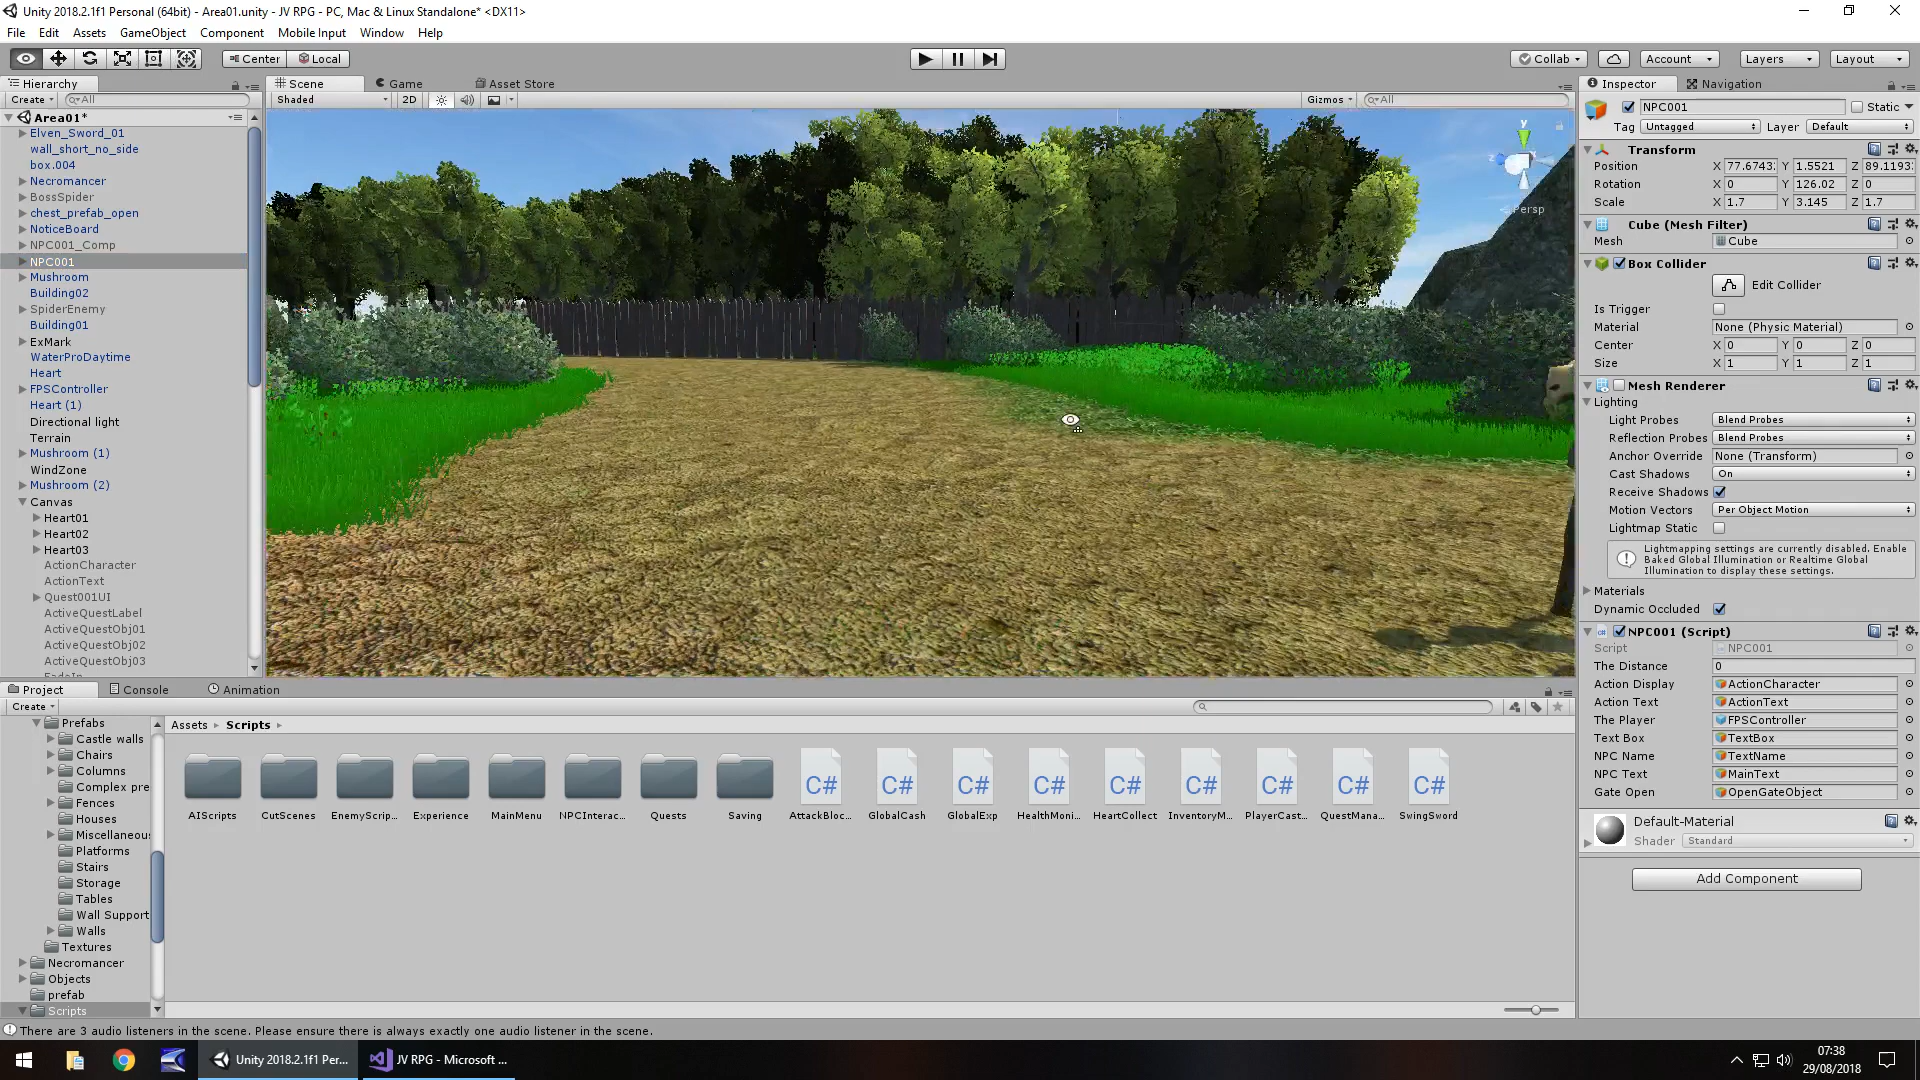 Unity 2018.2.1f1 Personal (64bit) - Area01.unity - JV RPG - PC, Mac & Linux Standalone* <DX11>
File Edit Assets GameObject Component Mobile Input Window Help
Center Local Collab Account Layers Layout
Hierarchy
Create All
Area01*
Elven_Sword_01
wall_short_no_side
box.004
Necromancer
BossSpider
chest_prefab_open
NoticeBoard
NPC001_Comp
NPC001
Mushroom
Building02
SpiderEnemy
Building01
ExMark
WaterProDaytime
Heart
FPSController
Heart (1)
Directional light
Terrain
Mushroom (1)
WindZone
Mushroom (2)
Canvas
Heart01
Heart02
Heart03
ActionCharacter
ActionText
Quest001UI
ActiveQuestLabel
ActiveQuestObj01
ActiveQuestObj02
ActiveQuestObj03
Scene Game Asset Store
Shaded 2D Gizmos All
y
z
Persp
Inspector Navigation
NPC001 Static
Tag Untagged Layer Default
Transform
Position X 77.6743 Y 1.5521 Z 89.1193
Rotation X 0 Y 126.02 Z 0
Scale X 1.7 Y 3.145 Z 1.7
Cube (Mesh Filter)
Mesh Cube
Box Collider
Edit Collider
Is Trigger
Material None (Physic Material)
Center X 0 Y 0 Z 0
Size X 1 Y 1 Z 1
Mesh Renderer
Lighting
Light Probes Blend Probes
Reflection Probes Blend Probes
Anchor Override None (Transform)
Cast Shadows On
Receive Shadows
Motion Vectors Per Object Motion
Lightmap Static
Lightmapping settings are currently disabled. Enable
Baked Global Illumination or Realtime Global
Illumination to display these settings.
Materials
Dynamic Occluded
NPC001 (Script)
Script NPC001
The Distance 0
Action Display ActionCharacter
Action Text ActionText
The Player FPSController
Text Box TextBox
NPC Name TextName
NPC Text MainText
Gate Open OpenGateObject
Default-Material
Shader Standard
Add Component
Project Console Animation
Create
Prefabs
Castle walls
Chairs
Columns
Complex pre
Fences
Houses
Miscellaneou
Platforms
Stairs
Storage
Tables
Wall Support
Walls
Textures
Necromancer
Objects
prefab
Scripts
Assets Scripts
C# C# C# C# C# C# C# C# C#
AIScripts CutScenes EnemyScrip... Experience MainMenu NPCInterac... Quests Saving AttackBloc... GlobalCash GlobalExp HealthMoni... HeartCollect InventoryM... PlayerCast... QuestMana... SwingSword
There are 3 audio listeners in the scene. Please ensure there is always exactly one audio listener in the scene.
Unity 2018.2.1f1 Per... JV RPG - Microsoft ...
07:38
29/08/2018